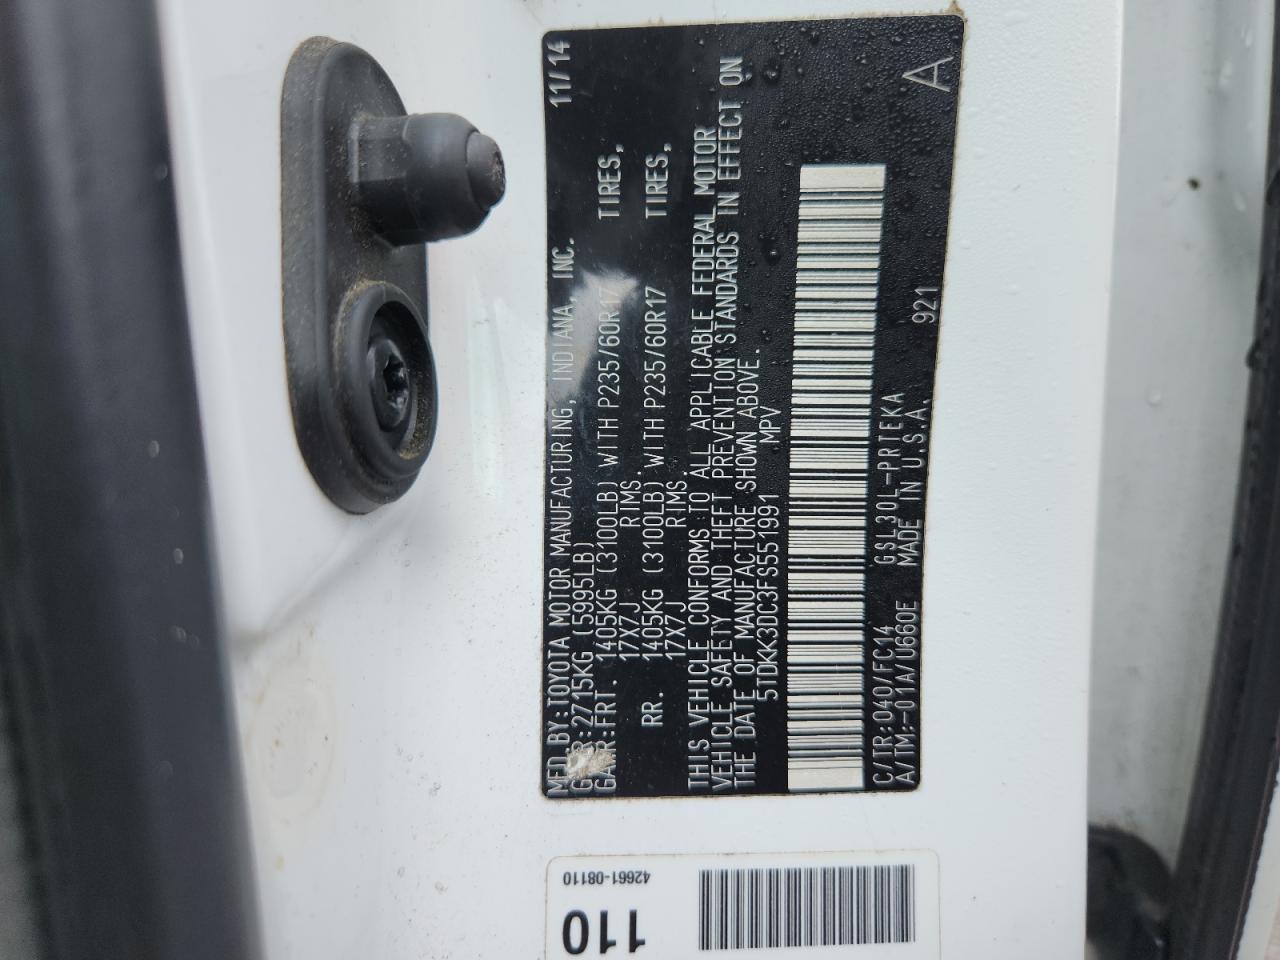 MFD BY:TOYOTA MOTOR MANUFACTURING, INDIANA, INC. 11/14
:2715KG (5995LB)
GAWR:FRT. 1405KG (3100LB) WITH P235/60R17 TIRES,
17X7J RIMS.
RR. 1405KG (3100LB) WITH P235/60R17 TIRES,
17X7J RIMS.
THIS VEHICLE CONFORMS TO ALL APPLICABLE FEDERAL MOTOR
VEHICLE SAFETY AND THEFT PREVENTION STANDARDS IN EFFECT ON
THE DATE OF MANUFACTURE SHOWN ABOVE.
5TDKK3DC3FS551991 MPV
C/TR:040/FC14 GSL30L-PRTEKA 921 A
A/TM:-01A/U660E MADE IN U.S.A.
42661-08110
110